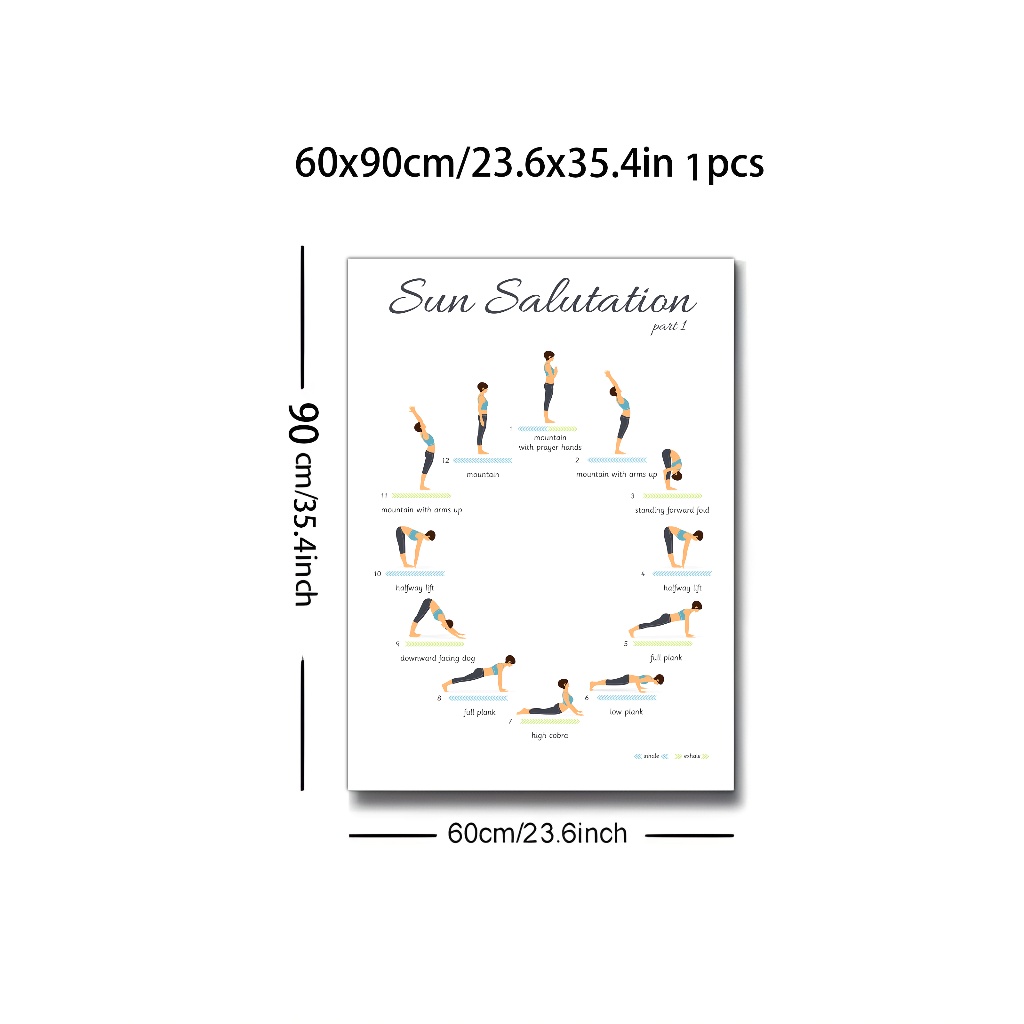 60x90cm/23.6x35.4in 1pcs
90 cm/35.4inch
Sun Salutation
part 1
1
mountain
with prayer hands
12
mountain
2
mountain with arms up
11
mountain with arms up
3
standing forward fold
10
halfway lift
4
halfway lift
9
downward facing dog
5
full plank
8
full plank
6
low plank
7
high cobra
inhale
exhale
60cm/23.6inch